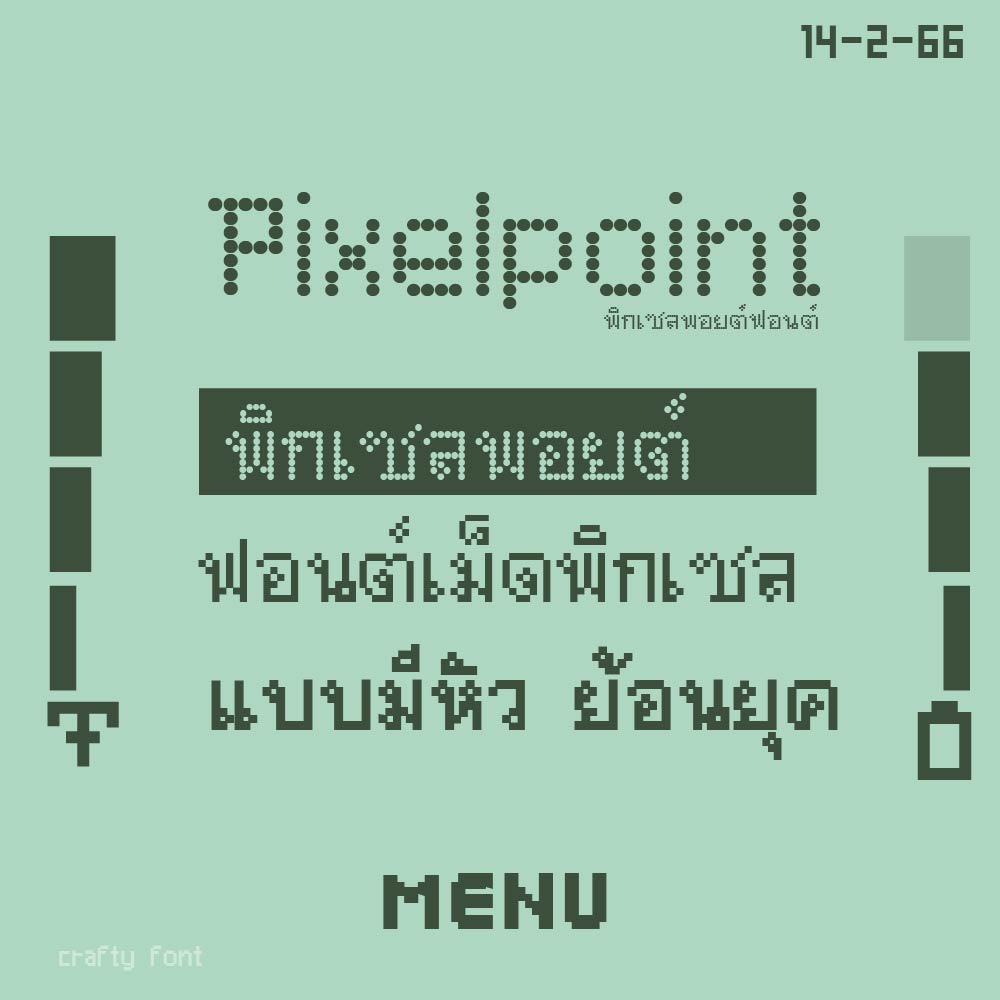 14-2-66
Pixelpoint
พิกเซลพอยต์ฟอนต์
พิกเซลพอยต์
ฟอนต์เม็ดพิกเซล
แบบมีหัว ย้อนยุค
MENU
crafty font